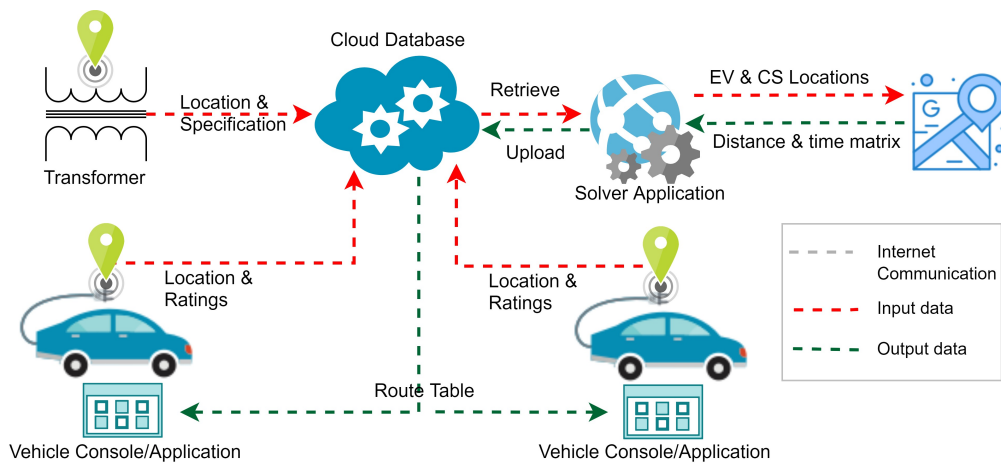 Cloud Database
EV & CS Locations
Retrieve
Location &
Specification
G
Upload
Distance & time matrix
Transformer
Solver Application
Internet
Communication
Location &
Ratings
Location &
Ratings
Input data
Output data
Route Table
Vehicle Console/Application
Vehicle Console/Application